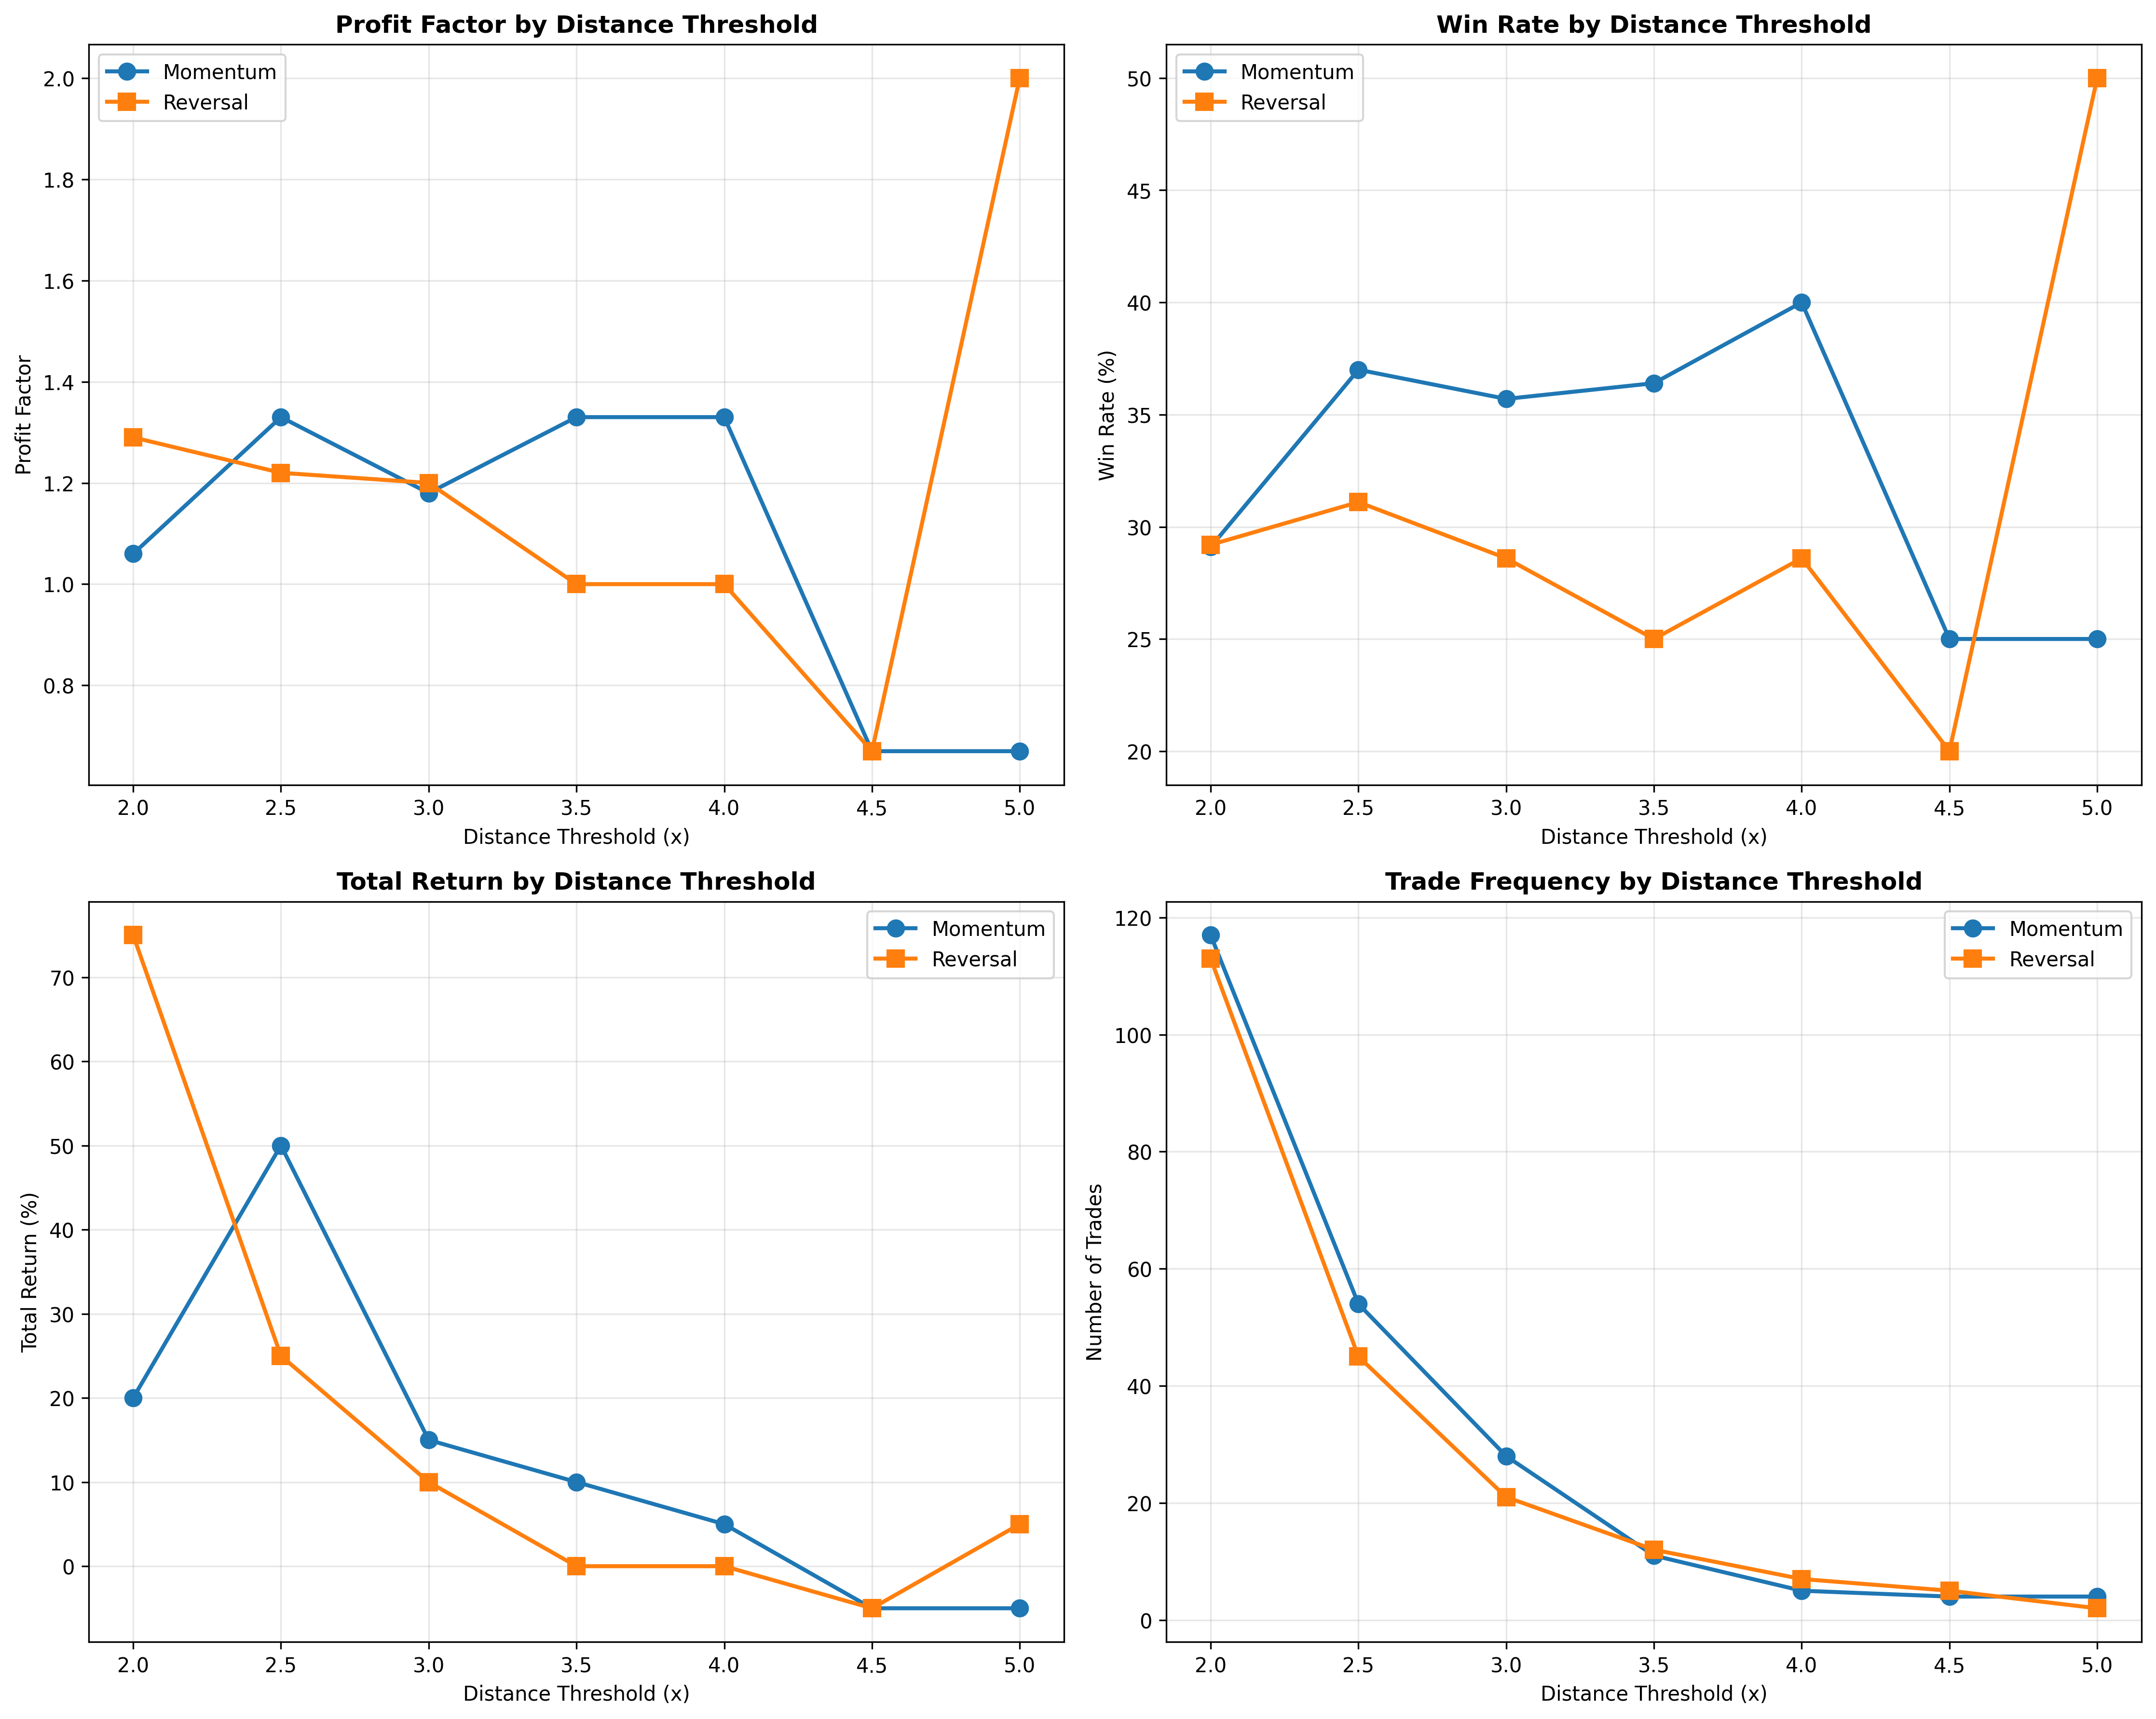 Profit Factor by Distance Threshold
Momentum
Reversal
Profit Factor
2.0
1.8
1.6
1.4
1.2
1.0
0.8
2.0 2.5 3.0 3.5 4.0 4.5 5.0
Distance Threshold (x)
Win Rate by Distance Threshold
Momentum
Reversal
Win Rate (%)
50
45
40
35
30
25
20
2.0 2.5 3.0 3.5 4.0 4.5 5.0
Distance Threshold (x)
Total Return by Distance Threshold
Momentum
Reversal
Total Return (%)
70
60
50
40
30
20
10
0
2.0 2.5 3.0 3.5 4.0 4.5 5.0
Distance Threshold (x)
Trade Frequency by Distance Threshold
Momentum
Reversal
Number of Trades
120
100
80
60
40
20
0
2.0 2.5 3.0 3.5 4.0 4.5 5.0
Distance Threshold (x)